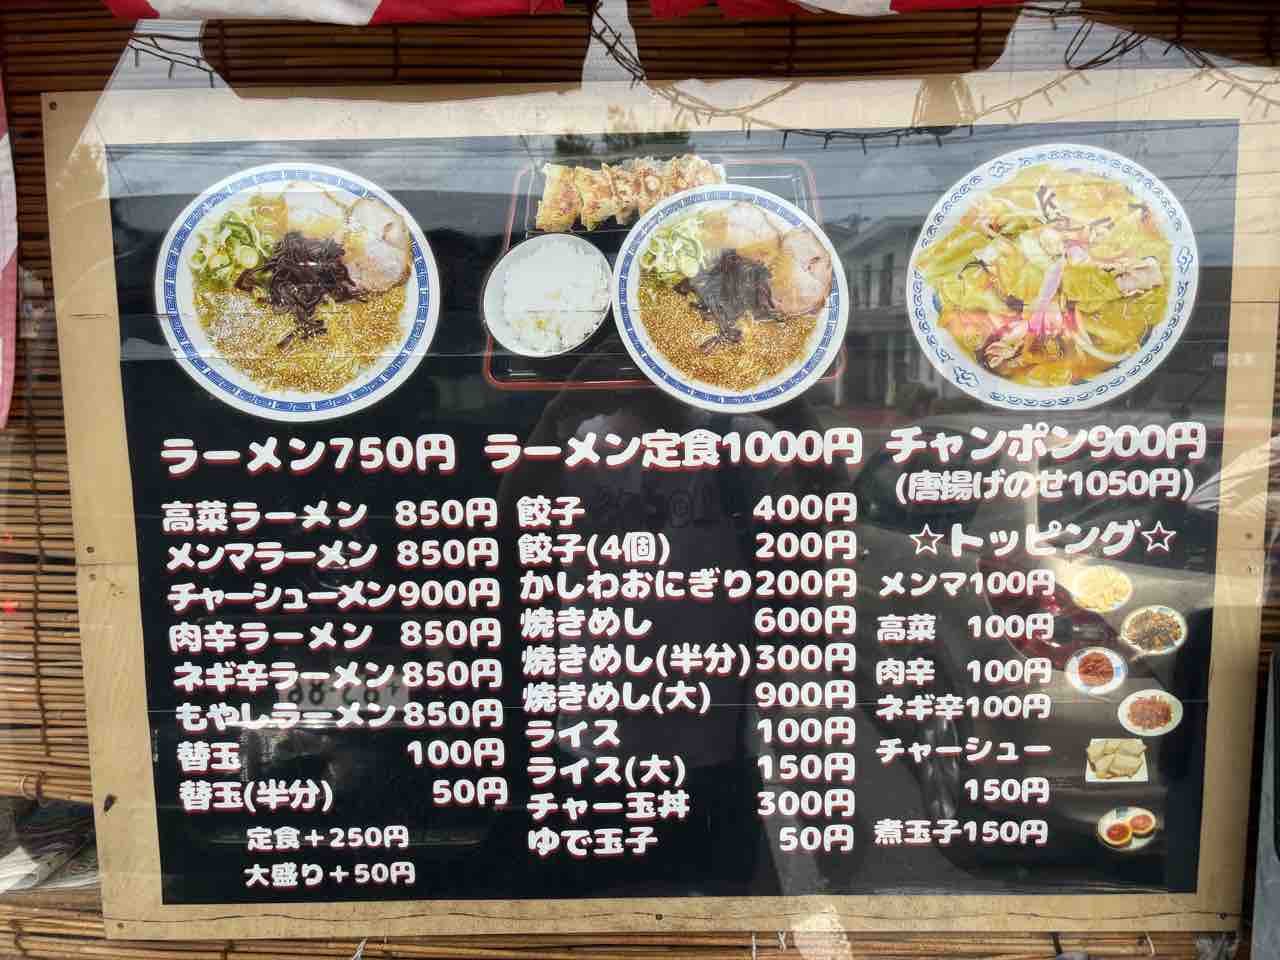 ラーメン750円
ラーメン定食1000円
チャンポン900円
(唐揚げのせ1050円)
高菜ラーメン 850円
メンマラーメン 850円
チャーシューメン900円
肉辛ラーメン 850円
ネギ辛ラーメン850円
もやしラーメン850円
替玉 100円
替玉(半分) 50円
定食+250円
大盛り+50円
餃子 400円
餃子(4個) 200円
かしわおにぎり200円
焼きめし 600円
焼きめし(半分)300円
焼きめし(大) 900円
ライス 100円
ライス(大) 150円
チャー玉丼 300円
ゆで玉子 50円
☆トッピング☆
メンマ100円
高菜 100円
肉辛 100円
ネギ辛100円
チャーシュー
150円
煮玉子150円